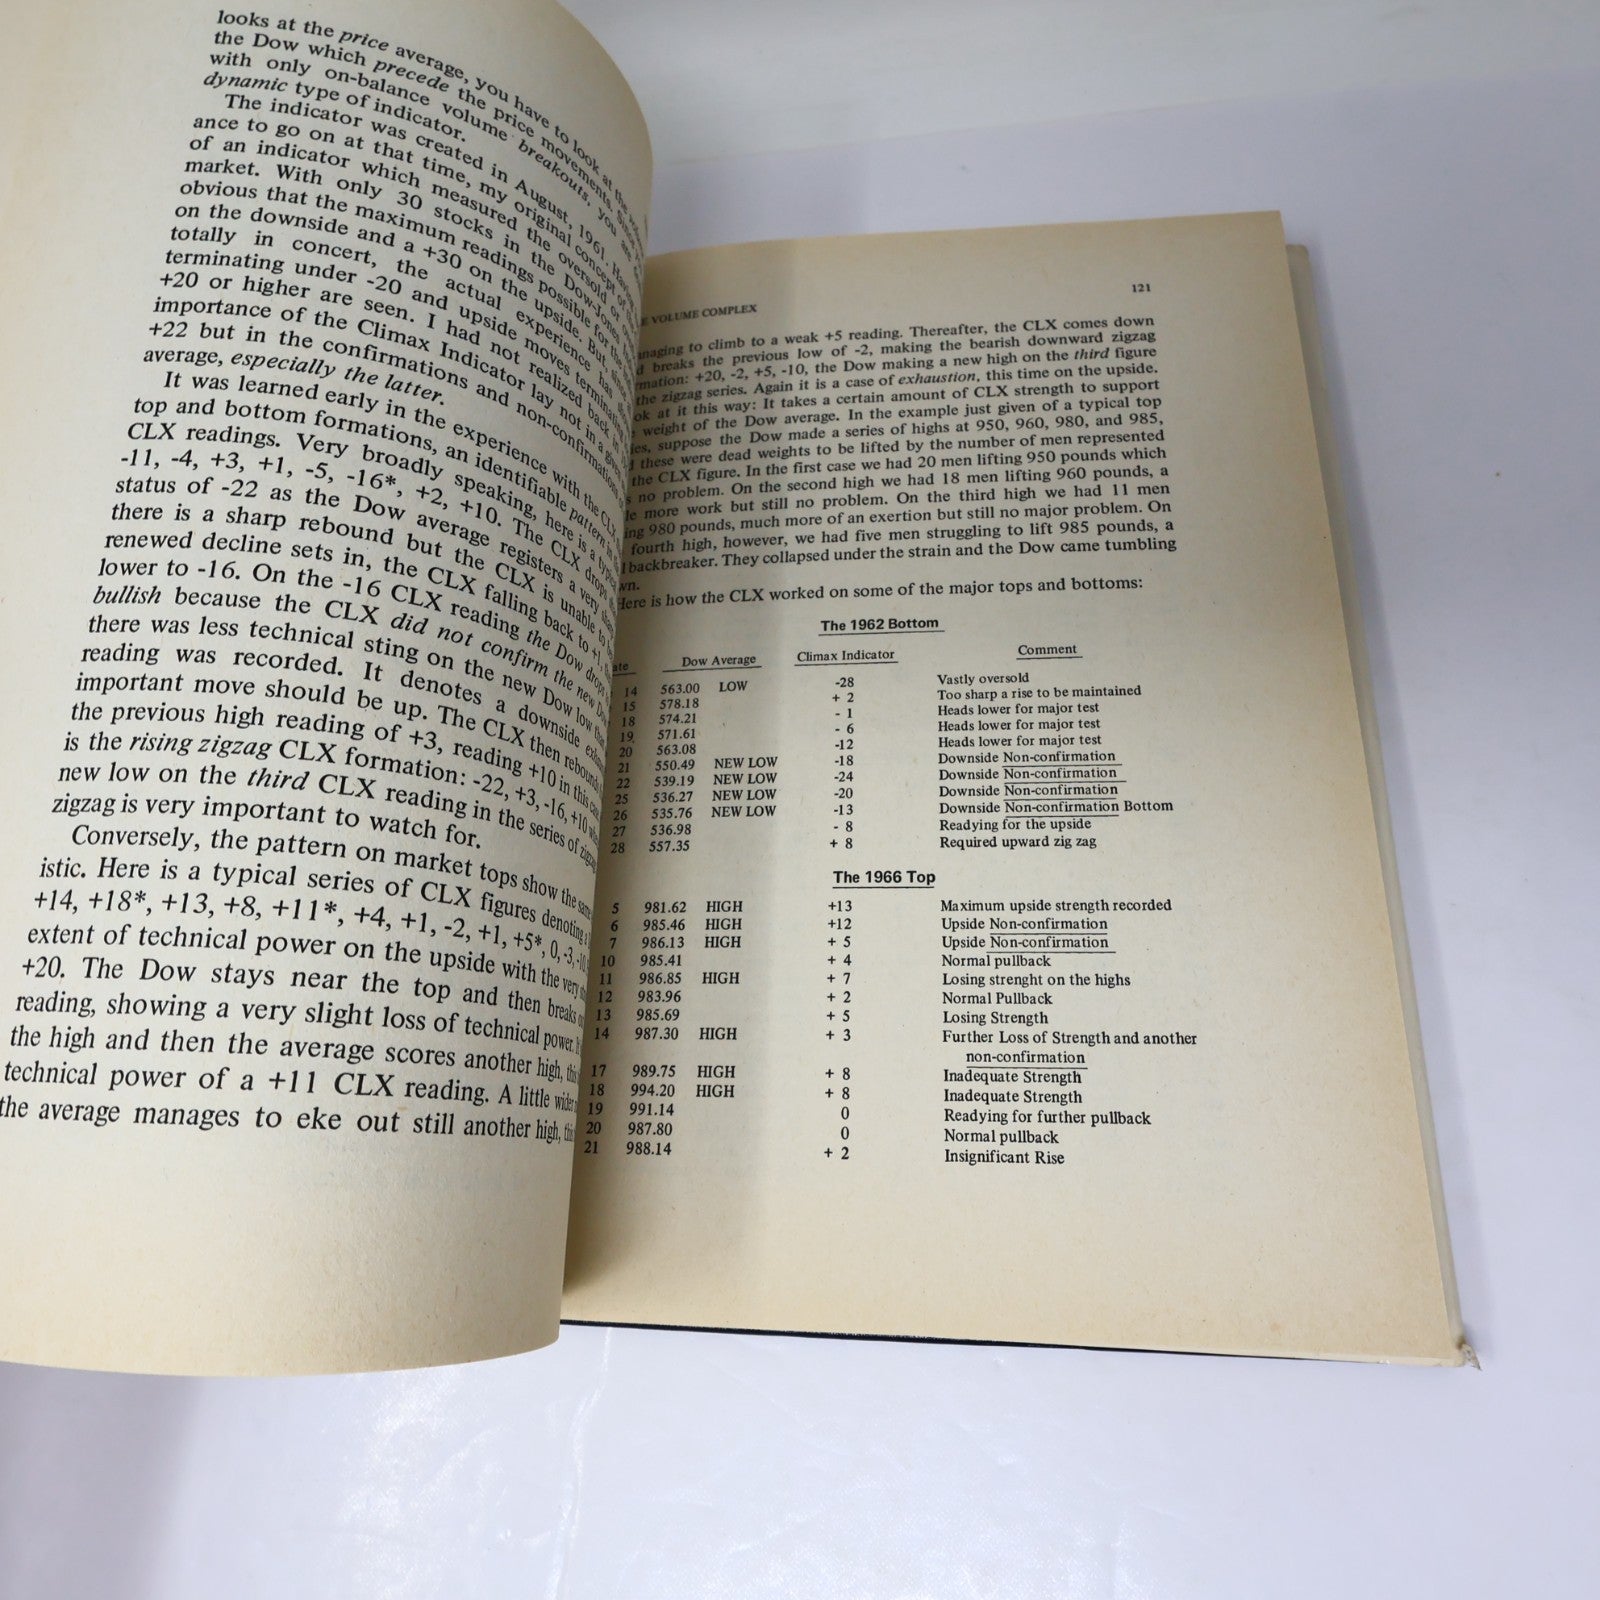 looks at the price average, you have to look at the
the Dow which precede the price movements. Since
with only on-balance volume breakouts, you are
dynamic type of indicator.
The indicator was created in August, 1961. Having
ance to go on at that time, my original concept of the
of an indicator which measured the oversold or
market. With only 30 stocks in the Dow-Jones
obvious that the maximum readings possible for the
on the downside and a +30 on the upside. But, since
totally in concert, the actual experience has
terminating under -20 and upside moves terminating
+20 or higher are seen. I had not realized back in
importance of the Climax Indicator lay not in a given
+22 but in the confirmations and non-confirmations
average, especially the latter.
It was learned early in the experience with the CLX
top and bottom formations, an identifiable pattern in the
CLX readings. Very broadly speaking, here is a typical
-11, -4, +3, +1, -5, -16*, +2, +10. The CLX drops
status of -22 as the Dow average registers a very sharp
there is a sharp rebound but the CLX is unable to
renewed decline sets in, the CLX falling back to +1,
lower to -16. On the -16 CLX reading the Dow drops
bullish because the CLX did not confirm the new Dow
there was less technical sting on the new Dow low than
reading was recorded. It denotes a downside
important move should be up. The CLX then rebounds
the previous high reading of +3, reading +10 in this case.
is the rising zigzag CLX formation: -22, +3, -16, +10
new low on the third CLX reading in the series of
zigzag is very important to watch for.
Conversely, the pattern on market tops show the same
istic. Here is a typical series of CLX figures denoting a
+14, +18*, +13, +8, +11*, +4, +1, -2, +1, +5*, 0, -3, -10
extent of technical power on the upside with the very
+20. The Dow stays near the top and then breaks
reading, showing a very slight loss of technical power.
the high and then the average scores another high,
technical power of a +11 CLX reading. A little wider
the average manages to eke out still another high,
VOLUME COMPLEX 121
to climb to a weak +5 reading. Thereafter, the CLX comes down
breaks the previous low of -2, making the bearish downward zigzag
+20, -2, +5, -10, the Dow making a new high on the third figure
the zigzag series. Again it is a case of exhaustion, this time on the upside.
at it this way: It takes a certain amount of CLX strength to support
weight of the Dow average. In the example just given of a typical top
suppose the Dow made a series of highs at 950, 960, 980, and 985,
these were dead weights to be lifted by the number of men represented
the CLX figure. In the first case we had 20 men lifting 950 pounds which
no problem. On the second high we had 18 men lifting 960 pounds, a
more work but still no problem. On the third high we had 11 men
980 pounds, much more of an exertion but still no major problem. On
fourth high, however, we had five men struggling to lift 985 pounds, a
backbreaker. They collapsed under the strain and the Dow came tumbling
Here is how the CLX worked on some of the major tops and bottoms:
The 1962 Bottom
Dow Average Climax Indicator Comment
14 563.00 LOW -28 Vastly oversold
15 578.18 + 2 Too sharp a rise to be maintained
18 574.21 - 1 Heads lower for major test
19 571.61 - 6 Heads lower for major test
20 563.08 -12 Heads lower for major test
21 550.49 NEW LOW -18 Downside Non-confirmation
22 539.19 NEW LOW -24 Downside Non-confirmation
25 536.27 NEW LOW -20 Downside Non-confirmation
26 535.76 NEW LOW -13 Downside Non-confirmation Bottom
27 536.98 - 8 Readying for the upside
28 557.35 + 8 Required upward zig zag
The 1966 Top
5 981.62 HIGH +13 Maximum upside strength recorded
6 985.46 HIGH +12 Upside Non-confirmation
7 986.13 HIGH + 5 Upside Non-confirmation
10 985.41 + 4 Normal pullback
11 986.85 HIGH + 7 Losing strenght on the highs
12 983.96 + 2 Normal Pullback
13 985.69 + 5 Losing Strength
14 987.30 HIGH + 3 Further Loss of Strength and another
non-confirmation
17 989.75 HIGH + 8 Inadequate Strength
18 994.20 HIGH + 8 Inadequate Strength
19 991.14 0 Readying for further pullback
20 987.80 0 Normal pullback
21 988.14 + 2 Insignificant Rise